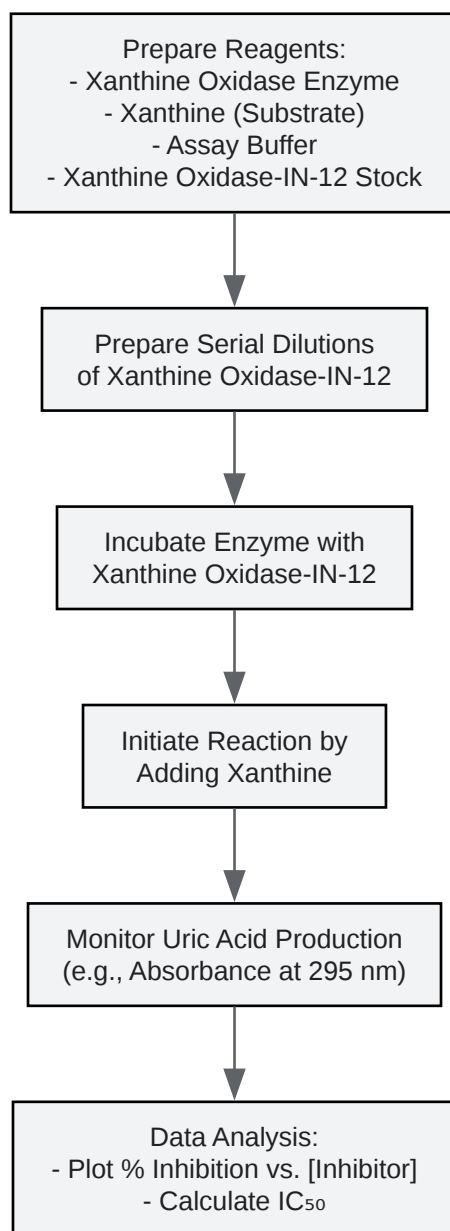 Prepare Reagents:
- Xanthine Oxidase Enzyme
- Xanthine (Substrate)
- Assay Buffer
- Xanthine Oxidase-IN-12 Stock
Prepare Serial Dilutions
of Xanthine Oxidase-IN-12
Incubate Enzyme with
Xanthine Oxidase-IN-12
Initiate Reaction by
Adding Xanthine
Monitor Uric Acid Production
(e.g., Absorbance at 295 nm)
Data Analysis:
- Plot % Inhibition vs. [Inhibitor]
- Calculate IC₅₀